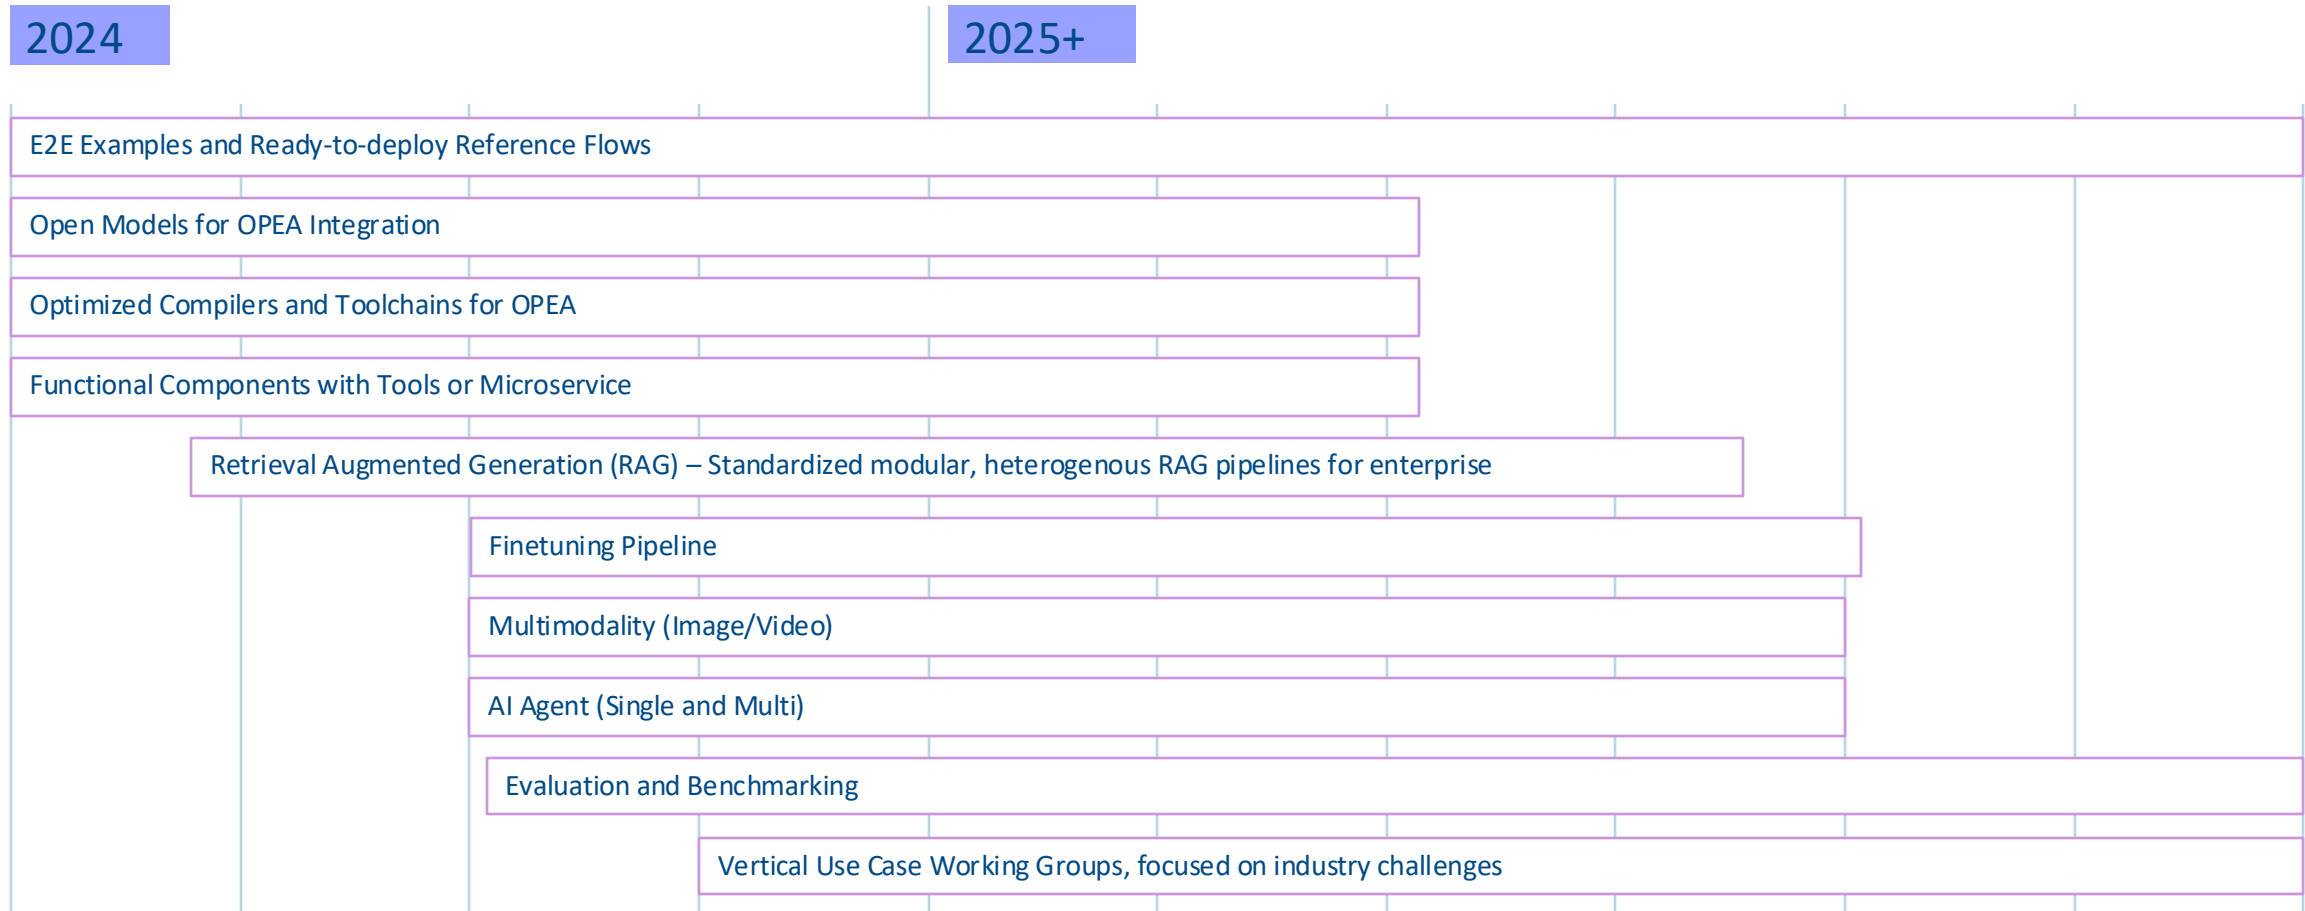 2024
2025+
E2E Examples and Ready-to-deploy Reference Flows
Open Models for OPEA Integration
Optimized Compilers and Toolchains for OPEA
Functional Components with Tools or Microservice
Retrieval Augmented Generation (RAG) – Standardized modular, heterogenous RAG pipelines for enterprise
Finetuning Pipeline
Multimodality (Image/Video)
AI Agent (Single and Multi)
Evaluation and Benchmarking
Vertical Use Case Working Groups, focused on industry challenges